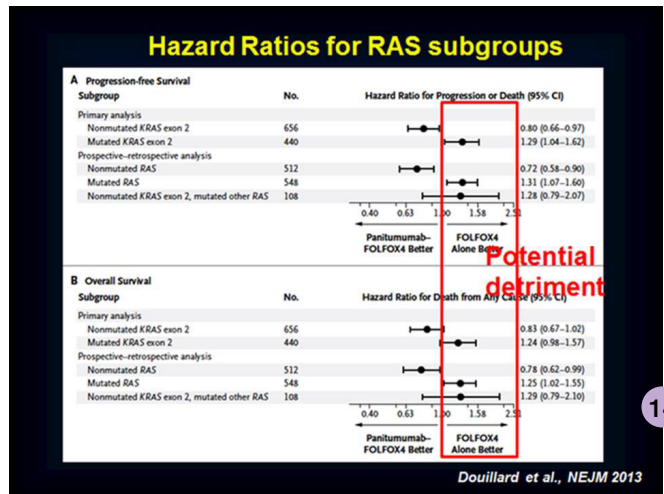 Hazard Ratios for RAS subgroups
A Progression-free Survival
Subgroup No. Hazard Ratio for Progression or Death (95% CI)
Primary analysis
Nonmutated KRAS exon 2 656 0.80 (0.66–0.97)
Mutated KRAS exon 2 440 1.29 (1.04–1.62)
Prospective–retrospective analysis
Nonmutated RAS 512 0.72 (0.58–0.90)
Mutated RAS 548 1.31 (1.07–1.60)
Nonmutated KRAS exon 2, mutated other RAS 108 1.28 (0.79–2.07)
0.40 0.63 1.00 1.58 2.51
Panitumumab– FOLFOX4
FOLFOX4 Better Alone Better
Potential
detriment
B Overall Survival
Subgroup No. Hazard Ratio for Death from Any Cause (95% CI)
Primary analysis
Nonmutated KRAS exon 2 656 0.83 (0.67–1.02)
Mutated KRAS exon 2 440 1.24 (0.98–1.57)
Prospective–retrospective analysis
Nonmutated RAS 512 0.78 (0.62–0.99)
Mutated RAS 548 1.25 (1.02–1.55)
Nonmutated KRAS exon 2, mutated other RAS 108 1.29 (0.79–2.10)
0.40 0.63 1.00 1.58 2.51
Panitumumab– FOLFOX4
FOLFOX4 Better Alone Better
Douillard et al., NEJM 2013